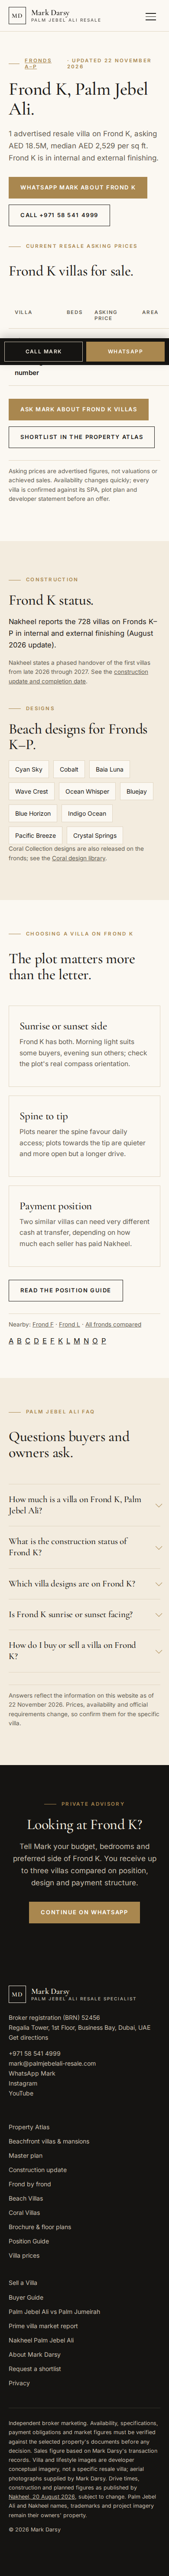 MD
Mark Darsy
PALM JEBEL ALI RESALE
FRONDS A–P · UPDATED 22 NOVEMBER 2026
Frond K, Palm Jebel
Ali.
1 advertised resale villa on Frond K, asking
AED 18.5M, median AED 2,529 per sq ft.
Frond K is in internal and external finishing.
WHATSAPP MARK ABOUT FROND K
CALL +971 58 541 4999
CURRENT RESALE ASKING PRICES
Frond K villas for sale.
VILLA BEDS ASKING PRICE AREA
CALL MARK
WHATSAPP
number
ASK MARK ABOUT FROND K VILLAS
SHORTLIST IN THE PROPERTY ATLAS
Asking prices are advertised figures, not valuations or
achieved sales. Availability changes quickly; every
villa is confirmed against its SPA, plot plan and
developer statement before an offer.
CONSTRUCTION
Frond K status.
Nakheel reports the 728 villas on Fronds K–
P in internal and external finishing (August
2026 update).
Nakheel states a phased handover of the first villas
from late 2026 through 2027. See the construction
update and completion date.
DESIGNS
Beach designs for Fronds
K–P.
Cyan Sky
Cobalt
Baia Luna
Wave Crest
Ocean Whisper
Bluejay
Blue Horizon
Indigo Ocean
Pacific Breeze
Crystal Springs
Coral Collection designs are also released on the
fronds; see the Coral design library.
CHOOSING A VILLA ON FROND K
The plot matters more
than the letter.
Sunrise or sunset side
Frond K has both. Morning light suits
some buyers, evening sun others; check
the plot's real compass orientation.
Spine to tip
Plots nearer the spine favour daily
access; plots towards the tip are quieter
and more open but a longer drive.
Payment position
Two similar villas can need very different
cash at transfer, depending on how
much each seller has paid Nakheel.
READ THE POSITION GUIDE
Nearby: Frond F · Frond L · All fronds compared
A B C D E F K L M N O P
PALM JEBEL ALI FAQ
Questions buyers and
owners ask.
How much is a villa on Frond K, Palm
Jebel Ali?
What is the construction status of
Frond K?
Which villa designs are on Frond K?
Is Frond K sunrise or sunset facing?
How do I buy or sell a villa on Frond
K?
Answers reflect the information on this website as of
22 November 2026. Prices, availability and official
requirements change, so confirm them for the specific
villa.
PRIVATE ADVISORY
Looking at Frond K?
Tell Mark your budget, bedrooms and
preferred side of Frond K. You receive up
to three villas compared on position,
design and payment structure.
CONTINUE ON WHATSAPP
MD
Mark Darsy
PALM JEBEL ALI RESALE SPECIALIST
Broker registration (BRN) 52456
Regalia Tower, 1st Floor, Business Bay, Dubai, UAE
Get directions
+971 58 541 4999
mark@palmjebelali-resale.com
WhatsApp Mark
Instagram
YouTube
Property Atlas
Beachfront villas & mansions
Master plan
Construction update
Frond by frond
Beach Villas
Coral Villas
Brochure & floor plans
Position Guide
Villa prices
Sell a Villa
Buyer Guide
Palm Jebel Ali vs Palm Jumeirah
Prime villa market report
Nakheel Palm Jebel Ali
About Mark Darsy
Request a shortlist
Privacy
Independent broker marketing. Availability, specifications,
payment obligations and market figures must be verified
against the selected property's documents before any
decision. Sales figure based on Mark Darsy's transaction
records. Villa and lifestyle images are developer
conceptual imagery, not a specific resale villa; aerial
photographs supplied by Mark Darsy. Drive times,
construction and planned figures as published by
Nakheel, 20 August 2026, subject to change. Palm Jebel
Ali and Nakheel names, trademarks and project imagery
remain their owners' property.
© 2026 Mark Darsy